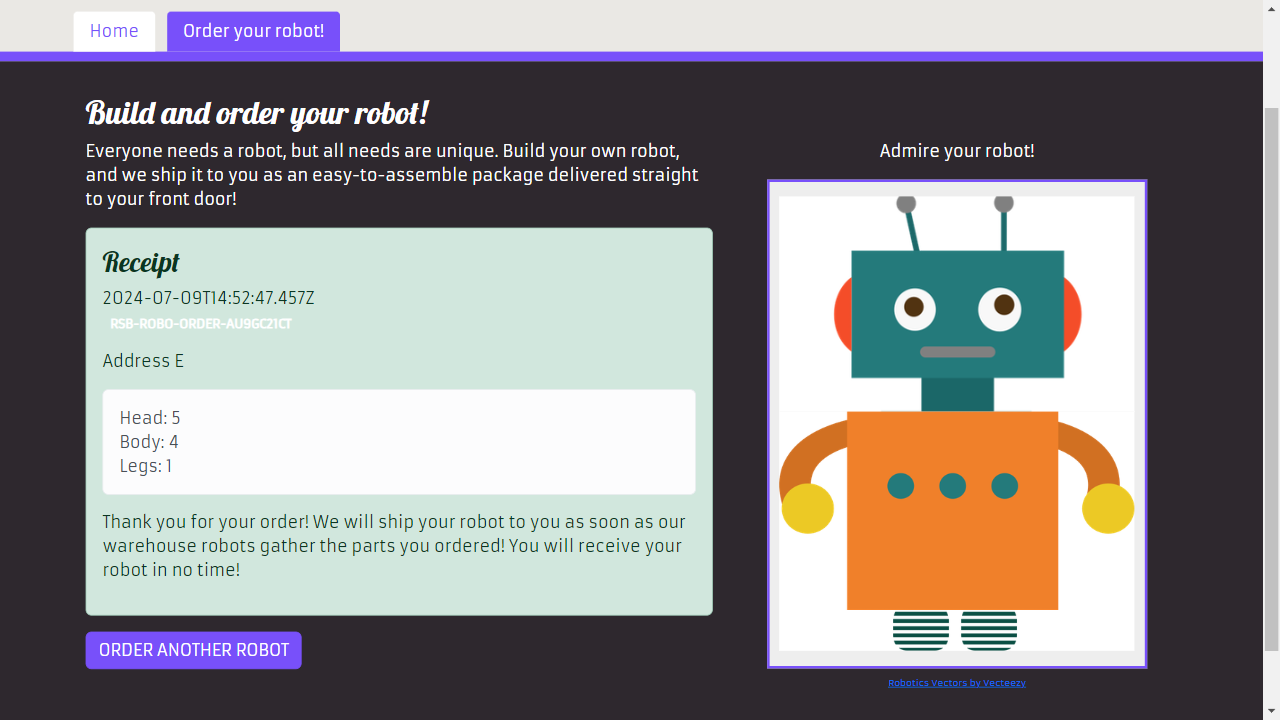 Home
Order your robot!
Build and order your robot!
Everyone needs a robot, but all needs are unique. Build your own robot,
and we ship it to you as an easy-to-assemble package delivered straight
to your front door!
Receipt
2024-07-09T14:52:47.457Z
RSB-ROBO-ORDER-AU9GC21CT
Address E
Head: 5
Body: 4
Legs: 1
Thank you for your order! We will ship your robot to you as soon as our
warehouse robots gather the parts you ordered! You will receive your
robot in no time!
ORDER ANOTHER ROBOT
Admire your robot!
Robotics Vectors by Vecteezy